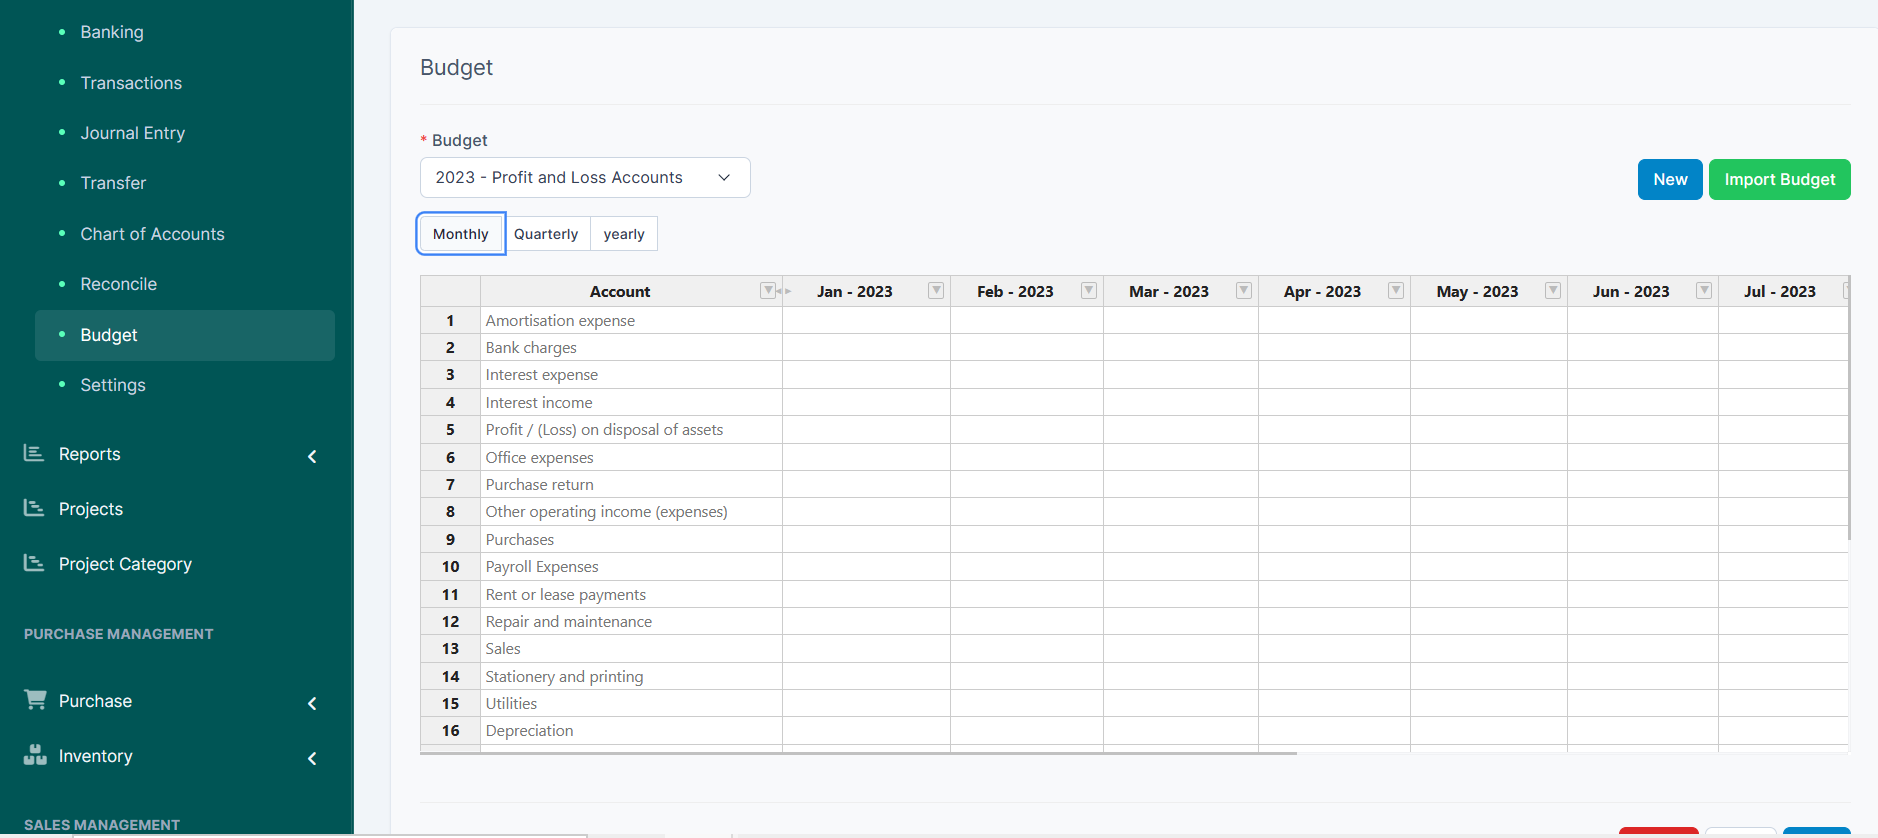 Banking
Transactions
Journal Entry
Transfer
Chart of Accounts
Reconcile
Budget
Settings
Reports
Projects
Project Category
PURCHASE MANAGEMENT
Purchase
Inventory
SALES MANAGEMENT
Budget
* Budget
2023 - Profit and Loss Accounts
New Import Budget
Monthly Quarterly yearly
Account Jan - 2023 Feb - 2023 Mar - 2023 Apr - 2023 May - 2023 Jun - 2023 Jul - 2023
1 Amortisation expense
2 Bank charges
3 Interest expense
4 Interest income
5 Profit / (Loss) on disposal of assets
6 Office expenses
7 Purchase return
8 Other operating income (expenses)
9 Purchases
10 Payroll Expenses
11 Rent or lease payments
12 Repair and maintenance
13 Sales
14 Stationery and printing
15 Utilities
16 Depreciation